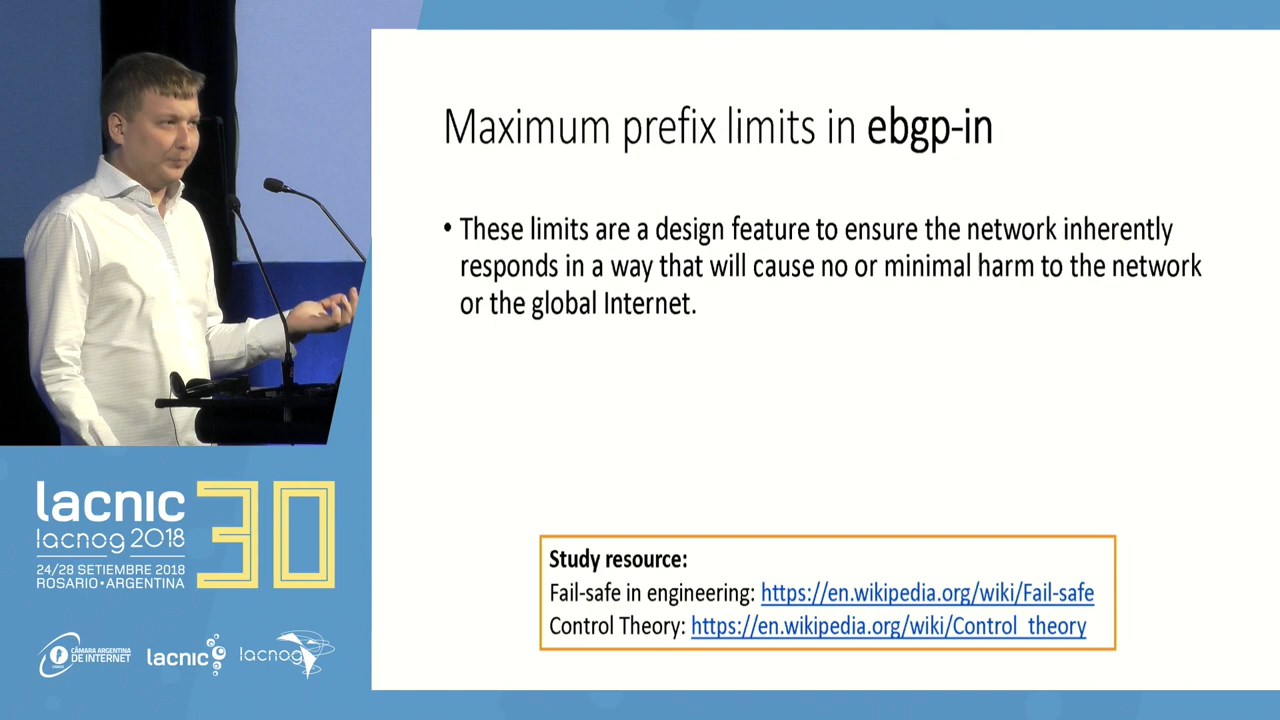 Maximum prefix limits in ebgp-in
• These limits are a design feature to ensure the network inherently
responds in a way that will cause no or minimal harm to the network
or the global Internet.
Study resource:
Fail-safe in engineering: https://en.wikipedia.org/wiki/Fail-safe
Control Theory: https://en.wikipedia.org/wiki/Control_theory
lacnic 30
lacnog 2018
24/28 SETIEMBRE 2018
ROSARIO•ARGENTINA
CÁMARA ARGENTINA
DE INTERNET
lacnic
lacnog